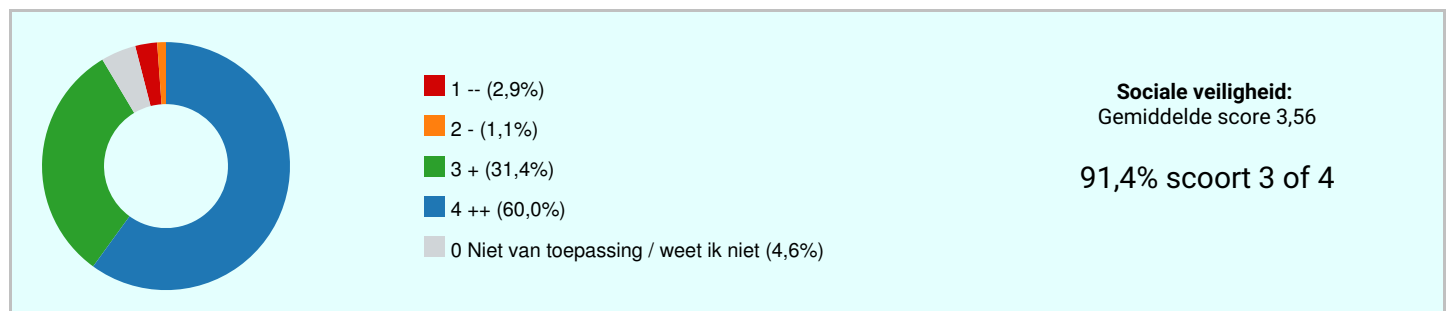 1 -- (2,9%)
2 - (1,1%)
3 + (31,4%)
4 ++ (60,0%)
0 Niet van toepassing / weet ik niet (4,6%)
Sociale veiligheid:
Gemiddelde score 3,56
91,4% scoort 3 of 4